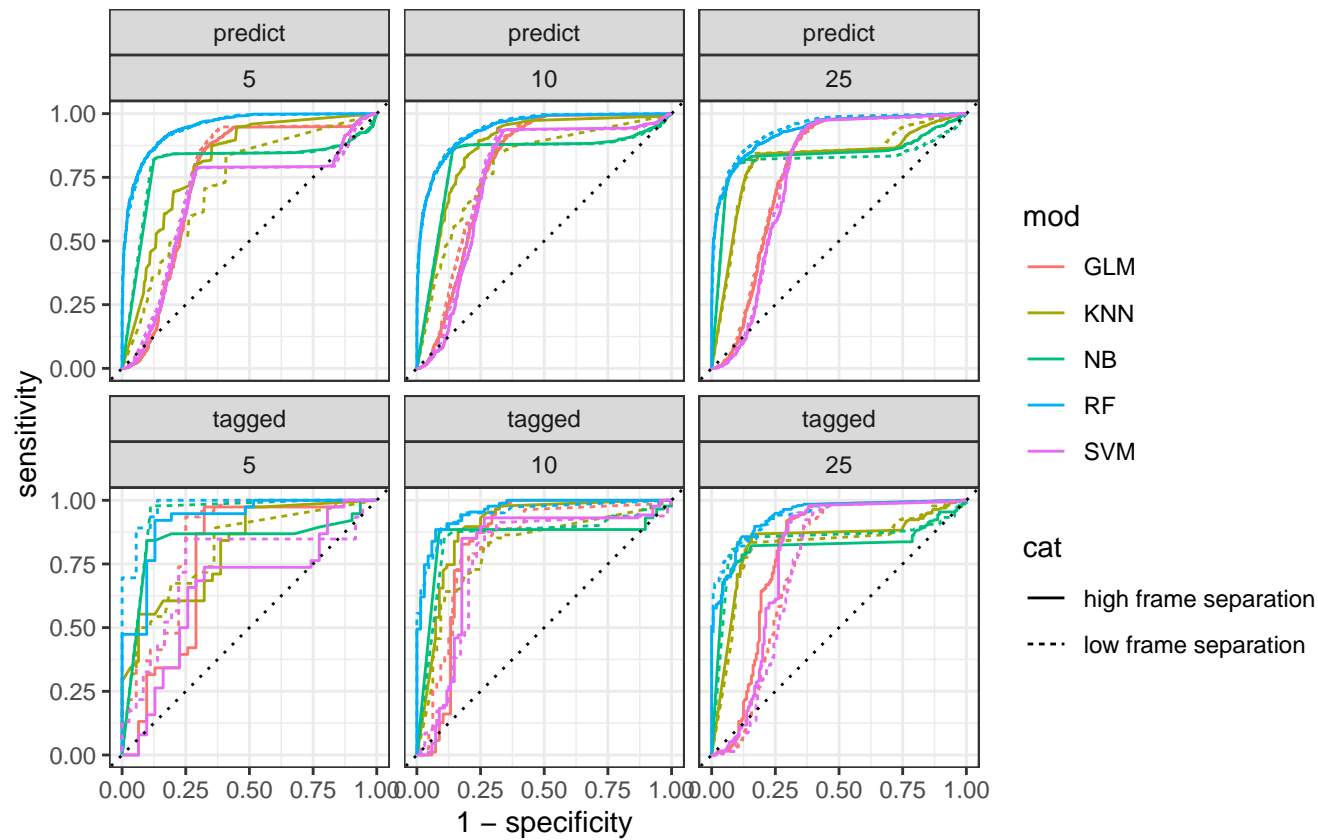 predict
predict
predict
5
10
25
1.00
0.75
0.50
0.25
0.00
sensitivity
tagged
tagged
tagged
5
10
25
1.00
0.75
0.50
0.25
0.00
0.00 0.25 0.50 0.75 1.00
0.00 0.25 0.50 0.75 1.00
0.00 0.25 0.50 0.75 1.00
1 − specificity
mod
GLM
KNN
NB
RF
SVM
cat
high frame separation
low frame separation